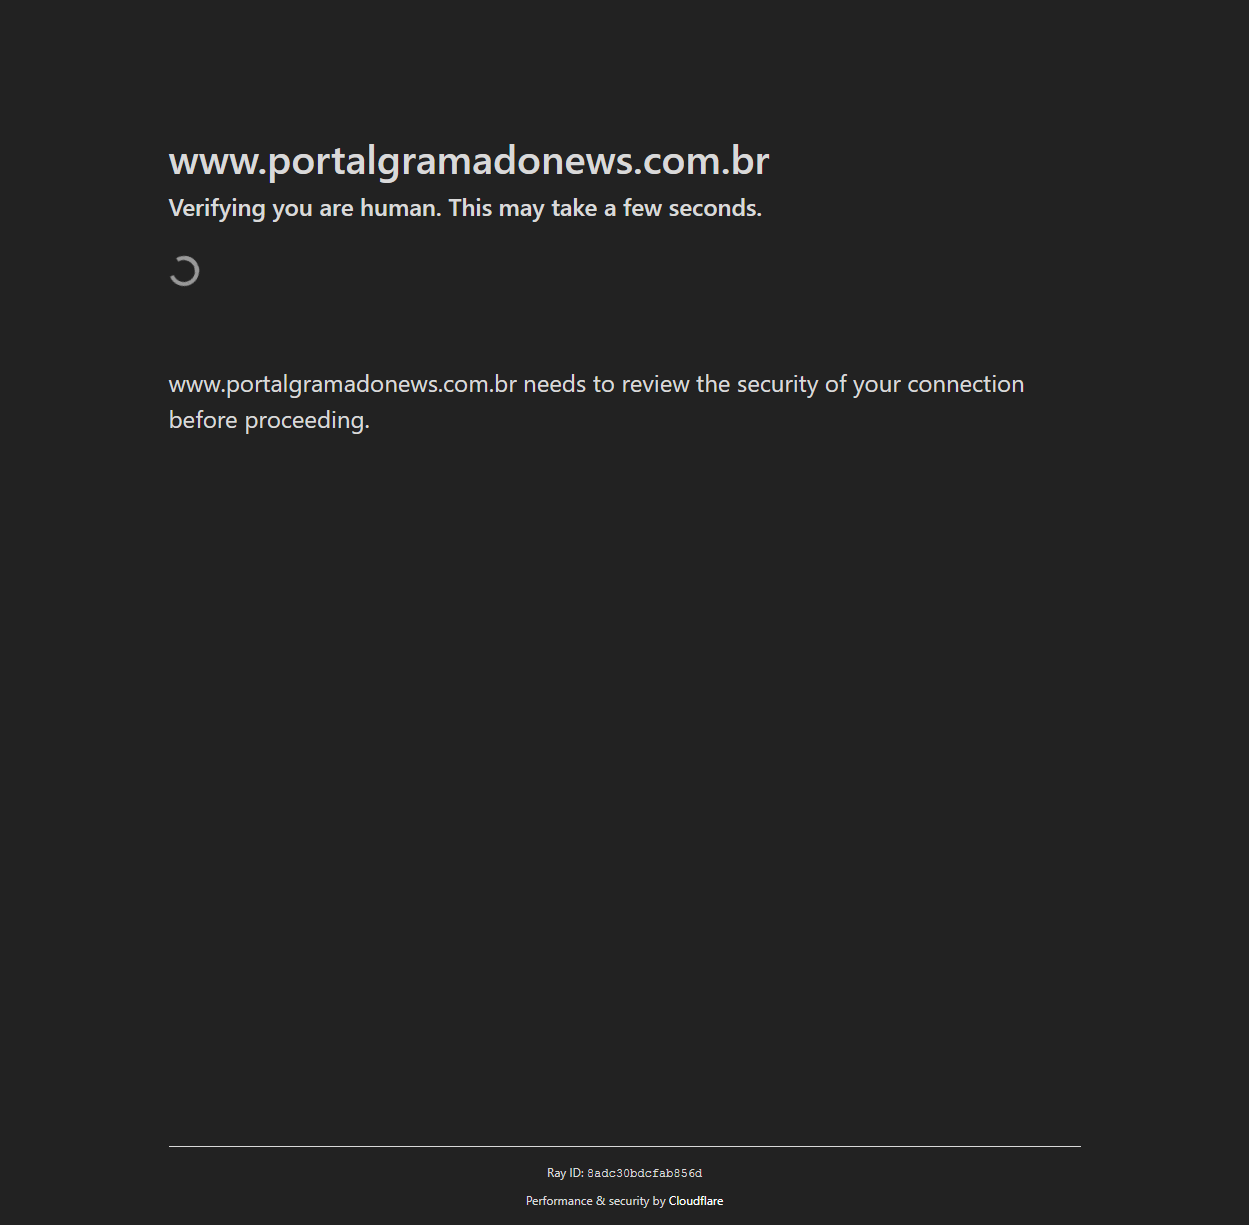 www.portalgramadonews.com.br
Verifying you are human. This may take a few seconds.
www.portalgramadonews.com.br needs to review the security of your connection
before proceeding.
Ray ID: 8adc30bdcfab856d
Performance & security by Cloudflare